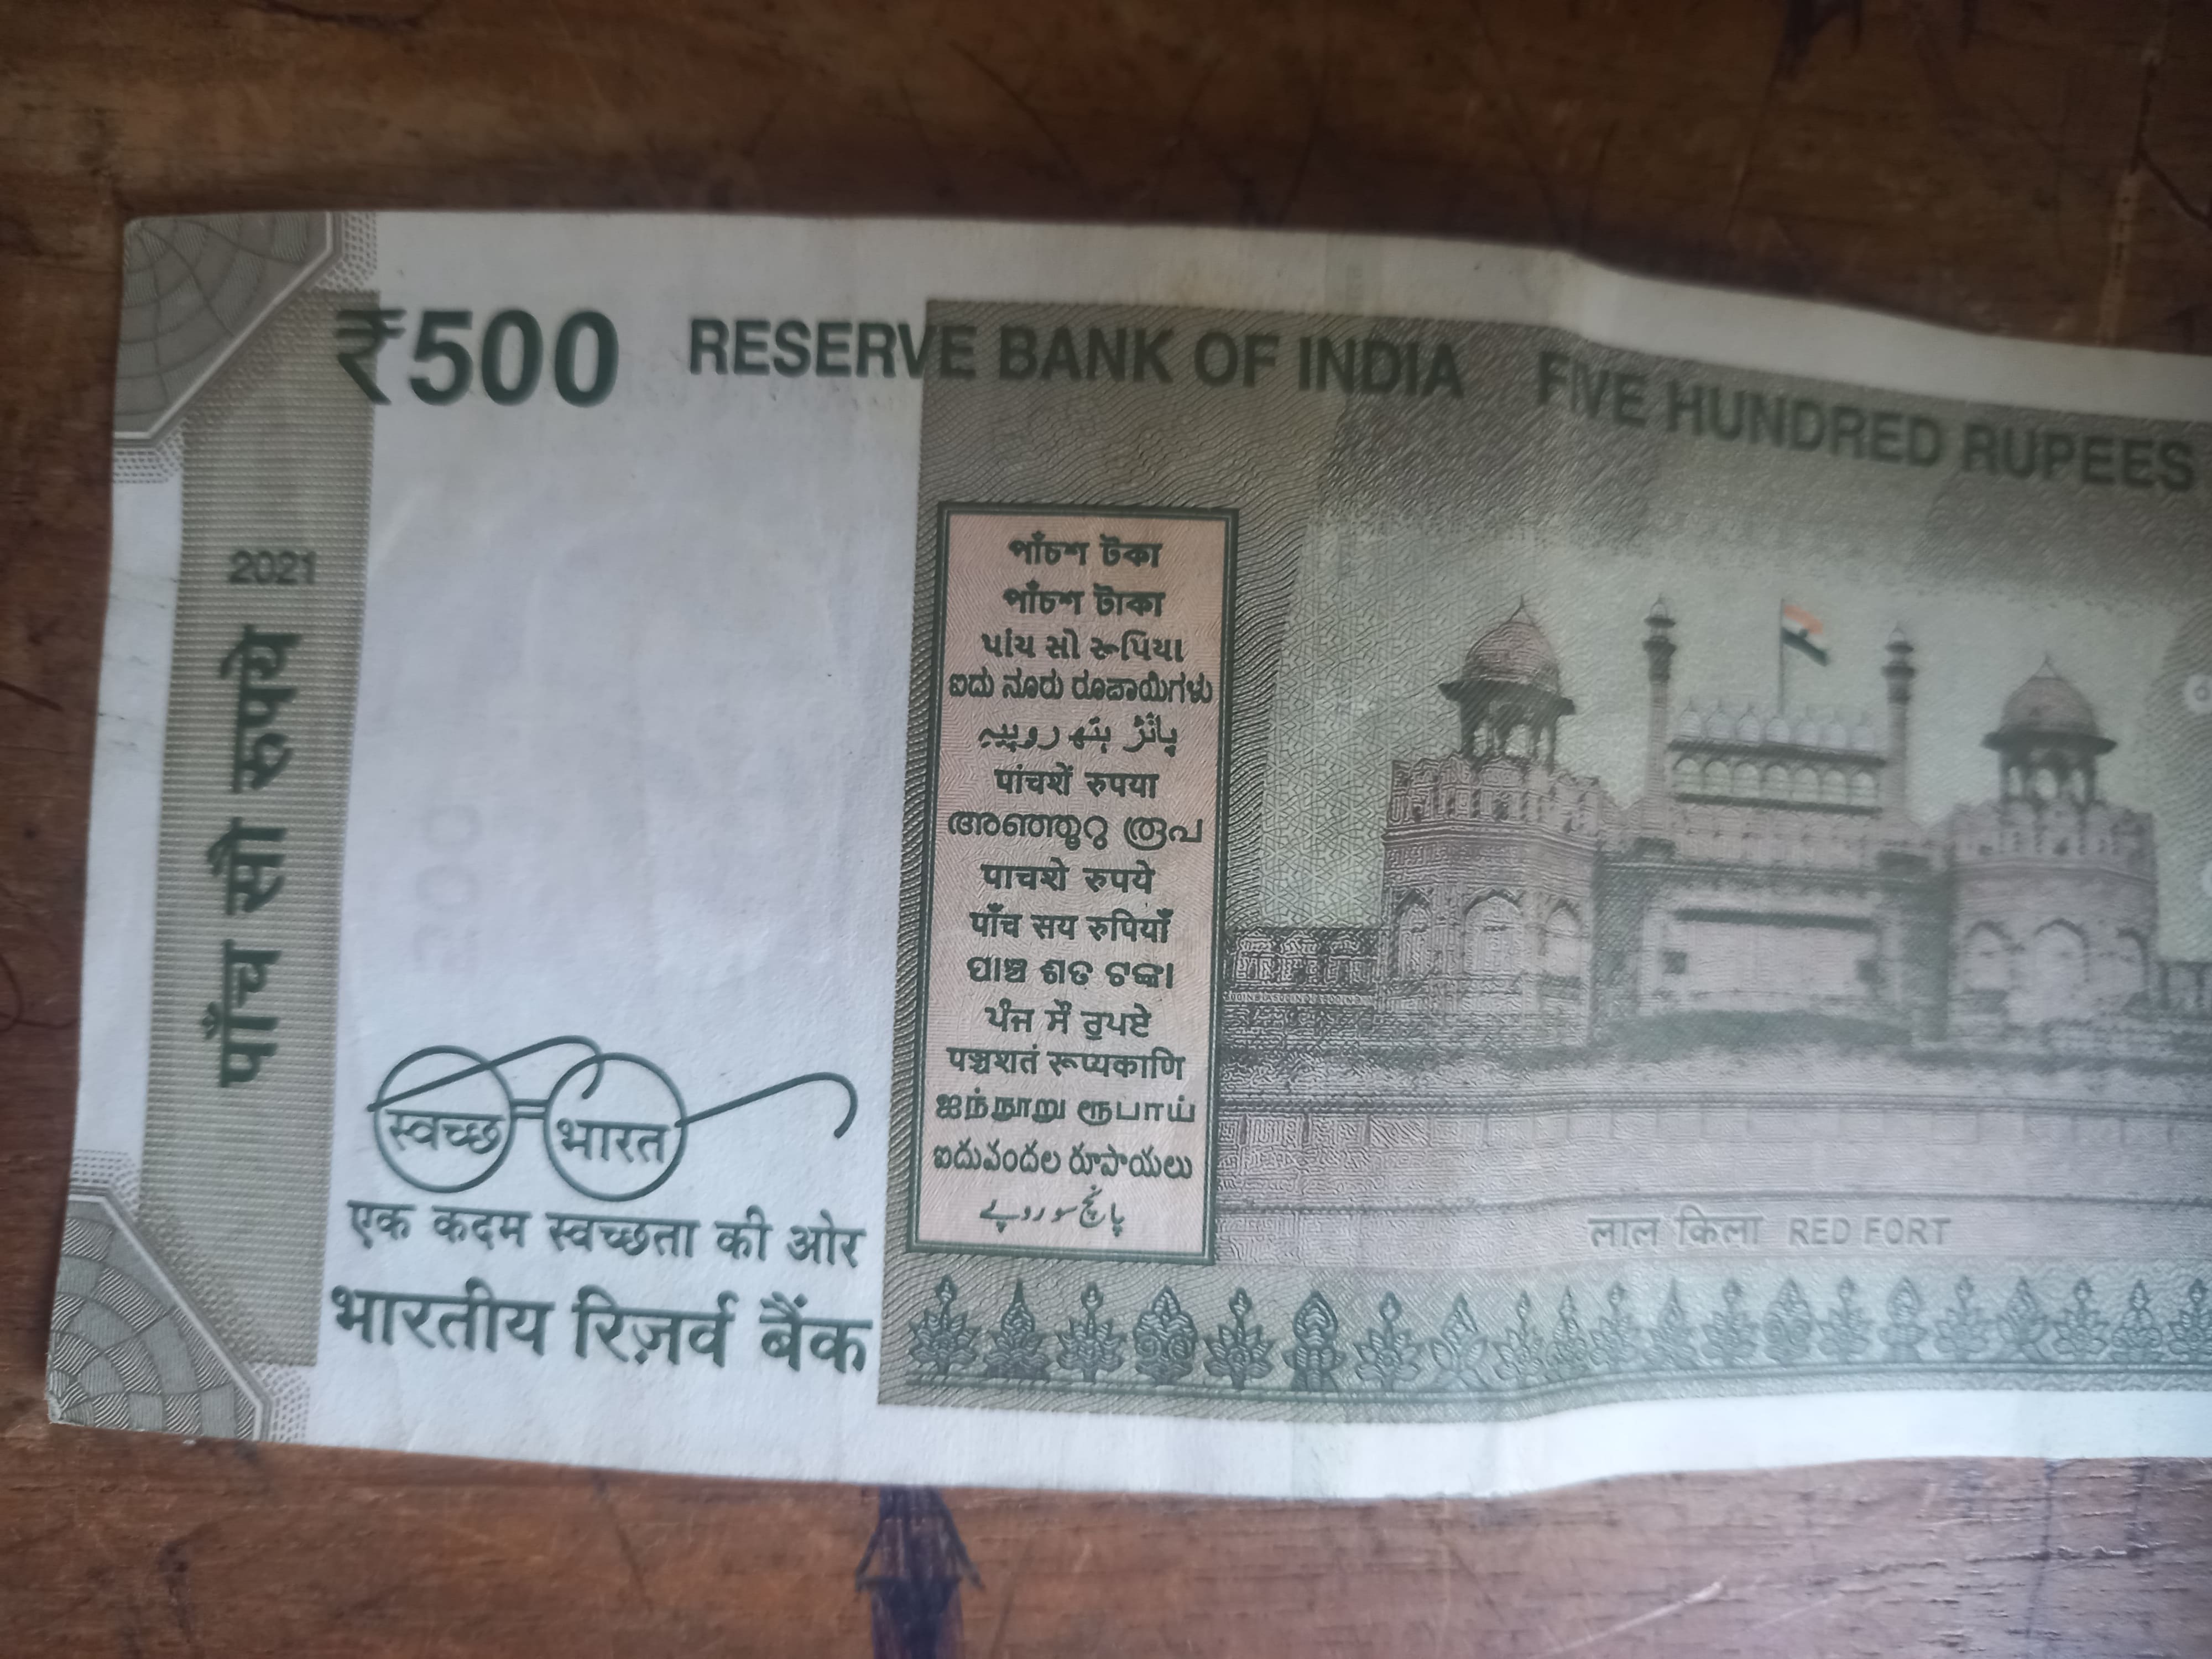 ₹500 RESERVE BANK OF INDIA FIVE HUNDRED RUPEES
2021
पाँच सौ रुपये
পাঁচশ টকা
পাঁচশ টাকা
પાંચ સો રૂપિયા
ಐದು ನೂರು ರೂಪಾಯಿಗಳು
پانٛژ ہَتھ روپیہِ
पांचशें रुपया
അഞ്ഞൂറു രൂപ
पाचशे रुपये
पाँच सय रुपियाँ
ପାଞ୍ଚ ଶତ ଟଙ୍କା
ਪੰਜ ਸੌ ਰੁਪਏ
पञ्चशतं रूप्यकाणि
ஐந்நூறு ரூபாய்
ఐదువందల రూపాయలు
پانچ سو روپے
स्वच्छ भारत
एक कदम स्वच्छता की ओर
भारतीय रिज़र्व बैंक
लाल किला RED FORT